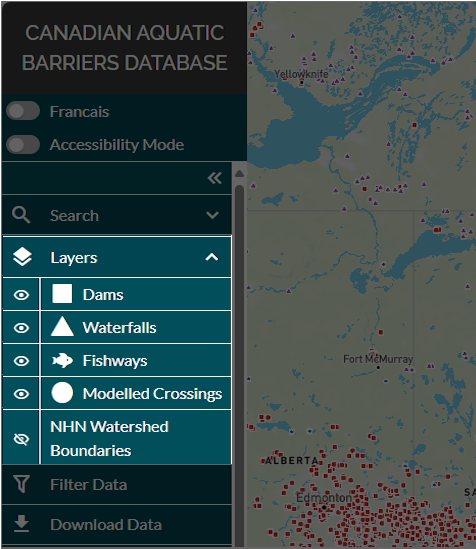 CANADIAN AQUATIC
BARRIERS DATABASE
Francais
Accessibility Mode
Search
Layers
Dams
Waterfalls
Fishways
Modelled Crossings
NHN Watershed
Boundaries
Filter Data
Download Data
Yellowknife
Fort McMurray
ALBERTA
Edmonton
SA